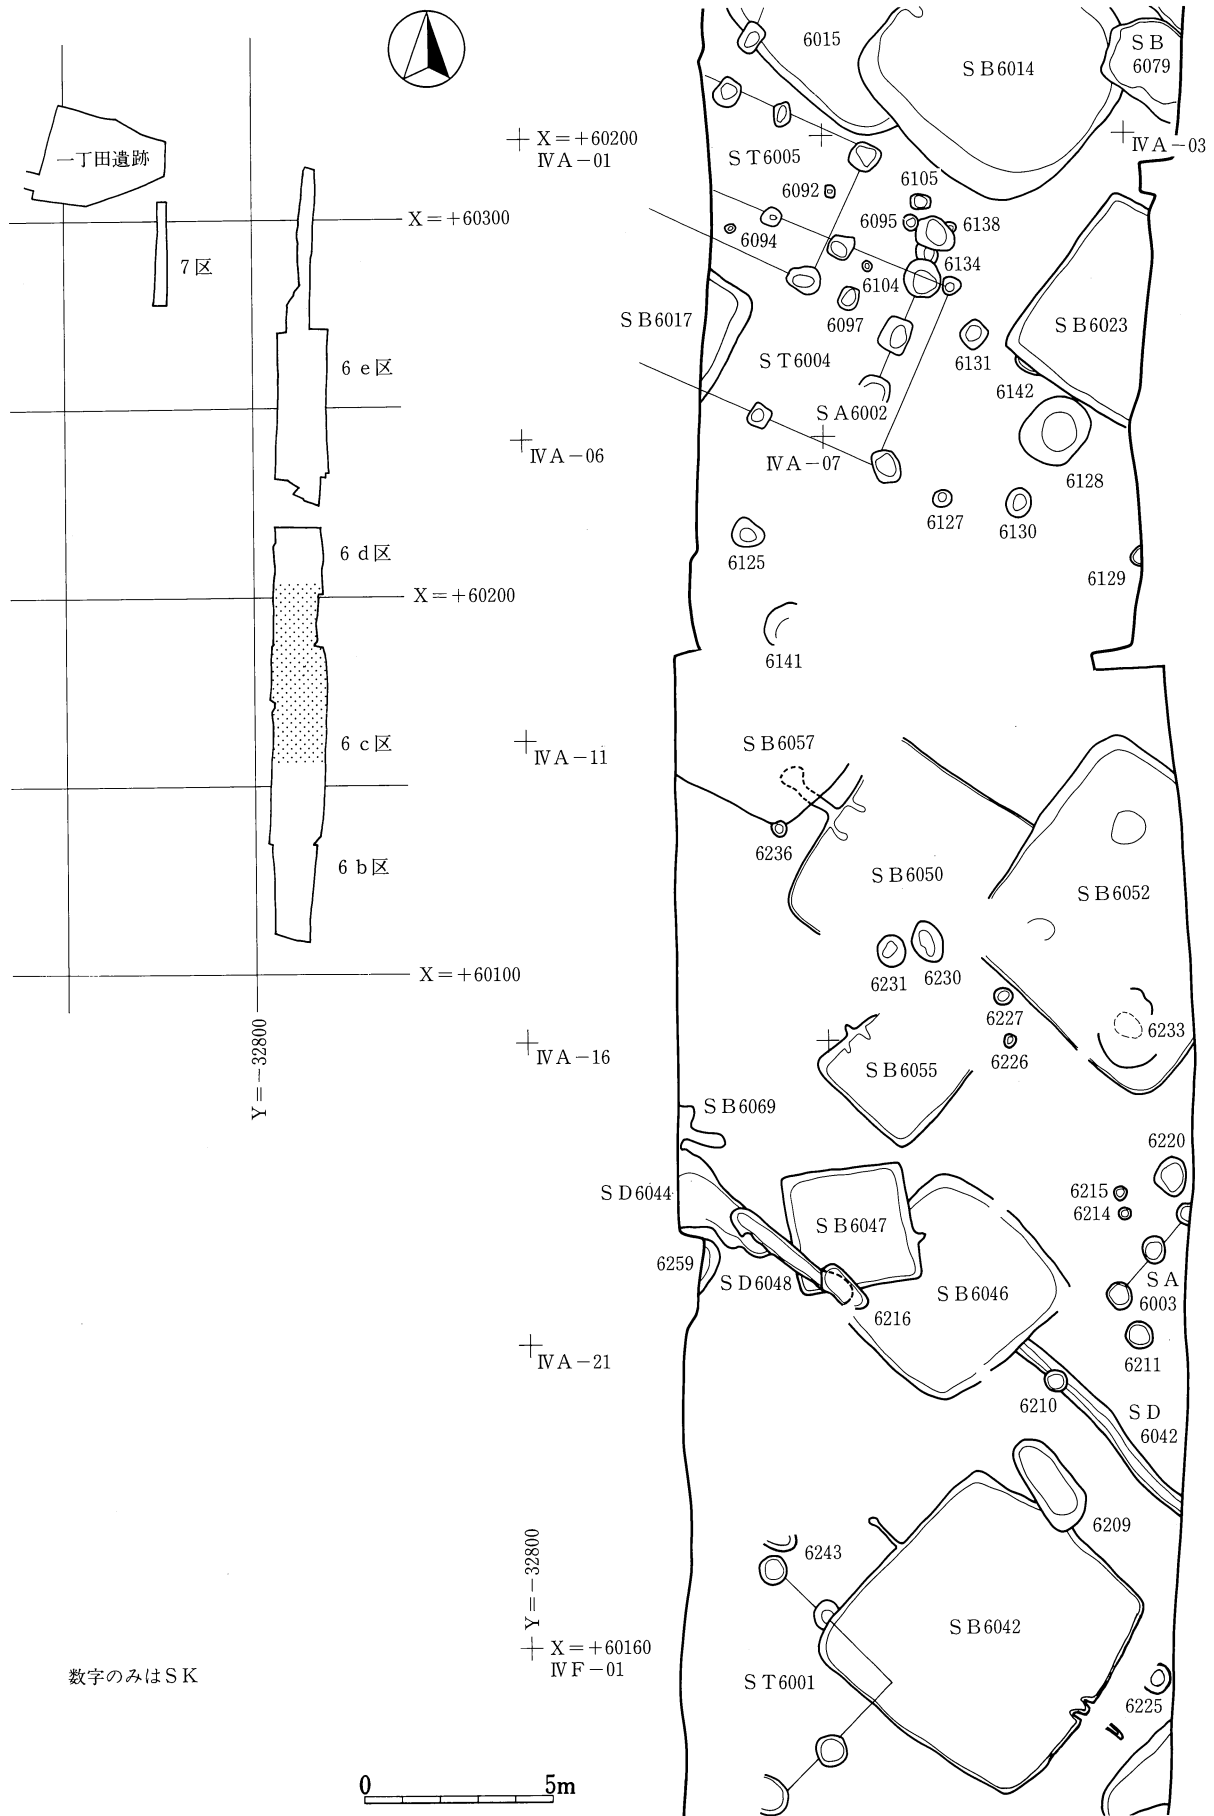 一丁田遺跡
X=+60300
7区
6e区
6d区
X=+60200
6c区
6b区
X=+60100
Y=-32800
X=+60200
ⅣA-01
ⅣA-06
ⅣA-11
ⅣA-16
ⅣA-21
Y=-32800
X=+60160
ⅣF-01
数字のみはSK
0 5m
6015
SB6014
SB
6079
ⅣA-03
ST6005
6092
6105
6095
6138
6094
6134
6104
6097
SB6017
SB6023
ST6004
6131
6142
SA6002
ⅣA-07
6128
6127
6130
6125
6129
6141
SB6057
6236
SB6050
SB6052
6231
6230
6227
6233
6226
SB6055
SB6069
6220
SD6044
6215
6214
SB6047
6259
SD6048
SA
6003
SB6046
6216
6211
6210
SD
6042
6209
6243
SB6042
ST6001
6225